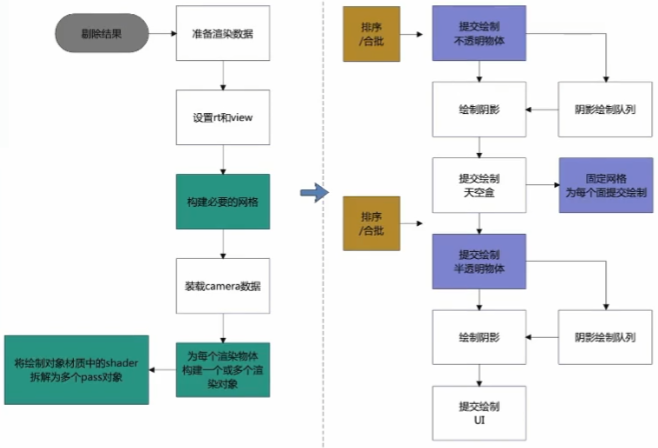 剔除结果
准备渲染数据
设置rt和view
构建必要的网格
装载camera数据
为每个渲染物体
构建一个或多个渲
染对象
将绘制对象材质中的shader
拆解为多个pass对象
排序
/合批
提交绘制
不透明物体
绘制阴影
阴影绘制队列
提交绘制
天空盒
固定网格
为每个面提交绘制
排序
/合批
提交绘制
半透明物体
绘制阴影
阴影绘制队列
提交绘制
UI